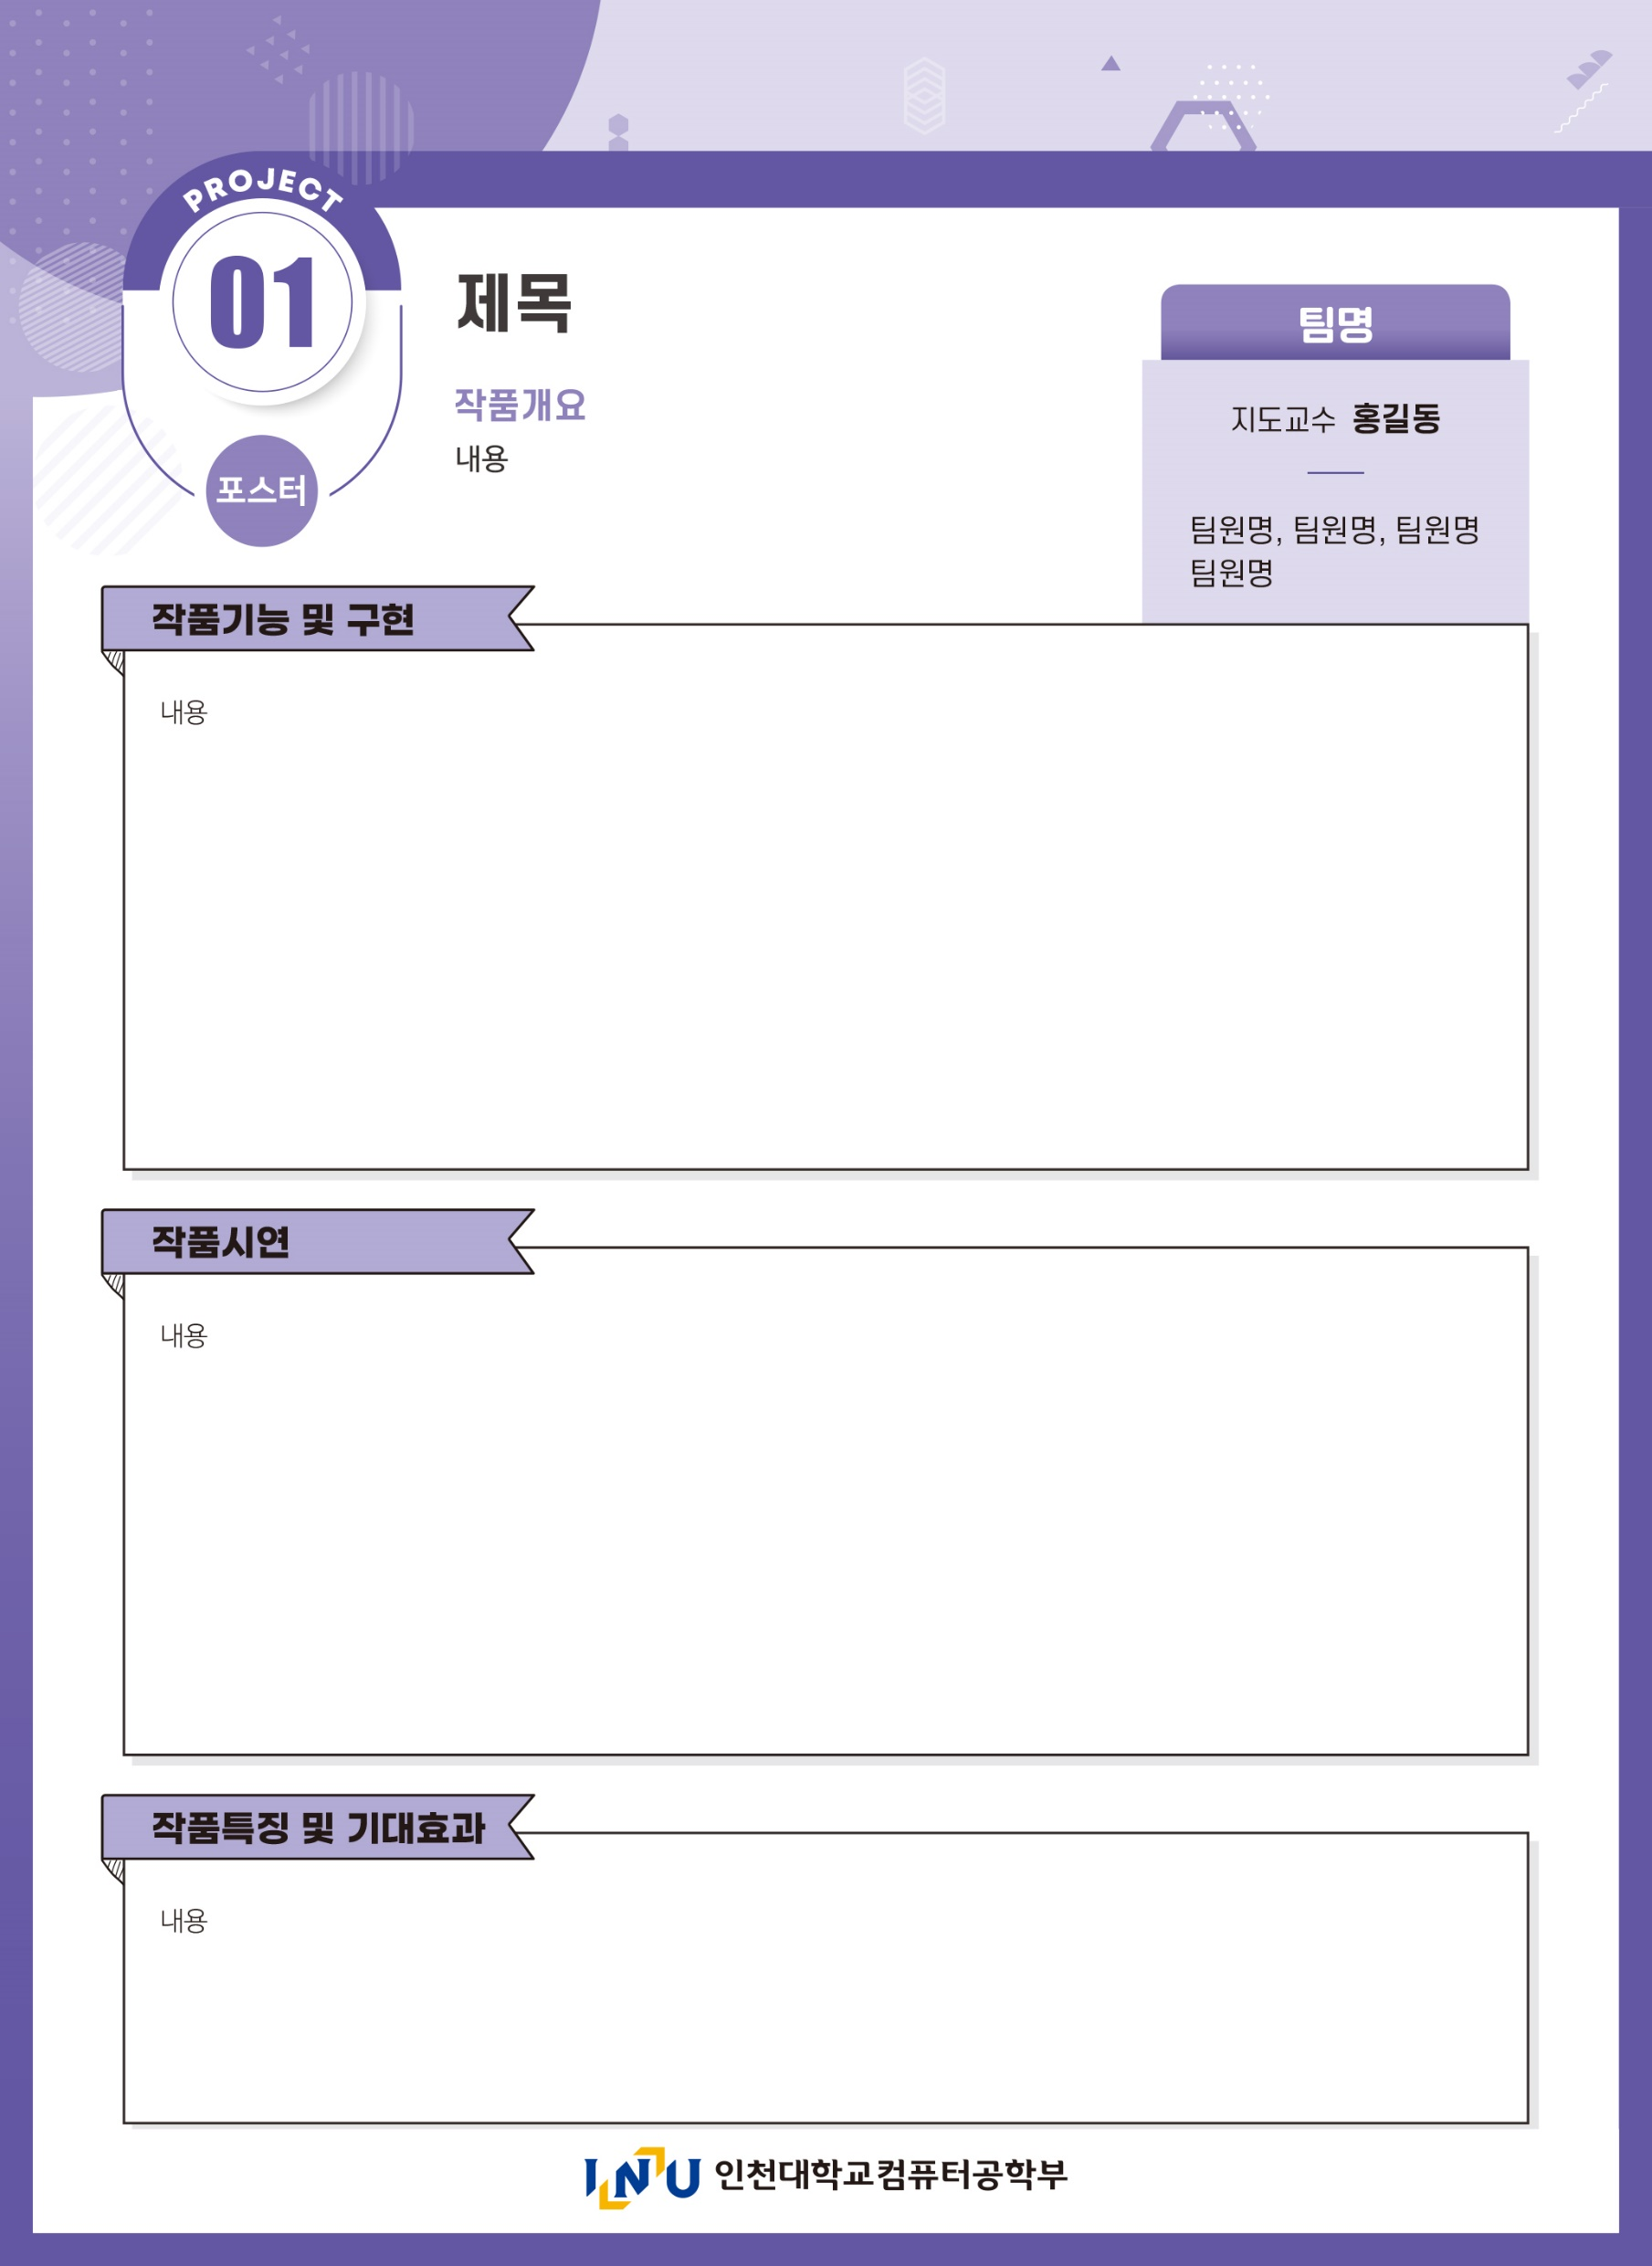 PROJECT
01
포스터
제목
작품개요
내용
팀명
지도교수 홍길동
팀원명, 팀원명, 팀원명
팀원명
작품기능 및 구현
내용
작품시연
내용
작품특징 및 기대효과
내용
INU 인천대학교컴퓨터공학부